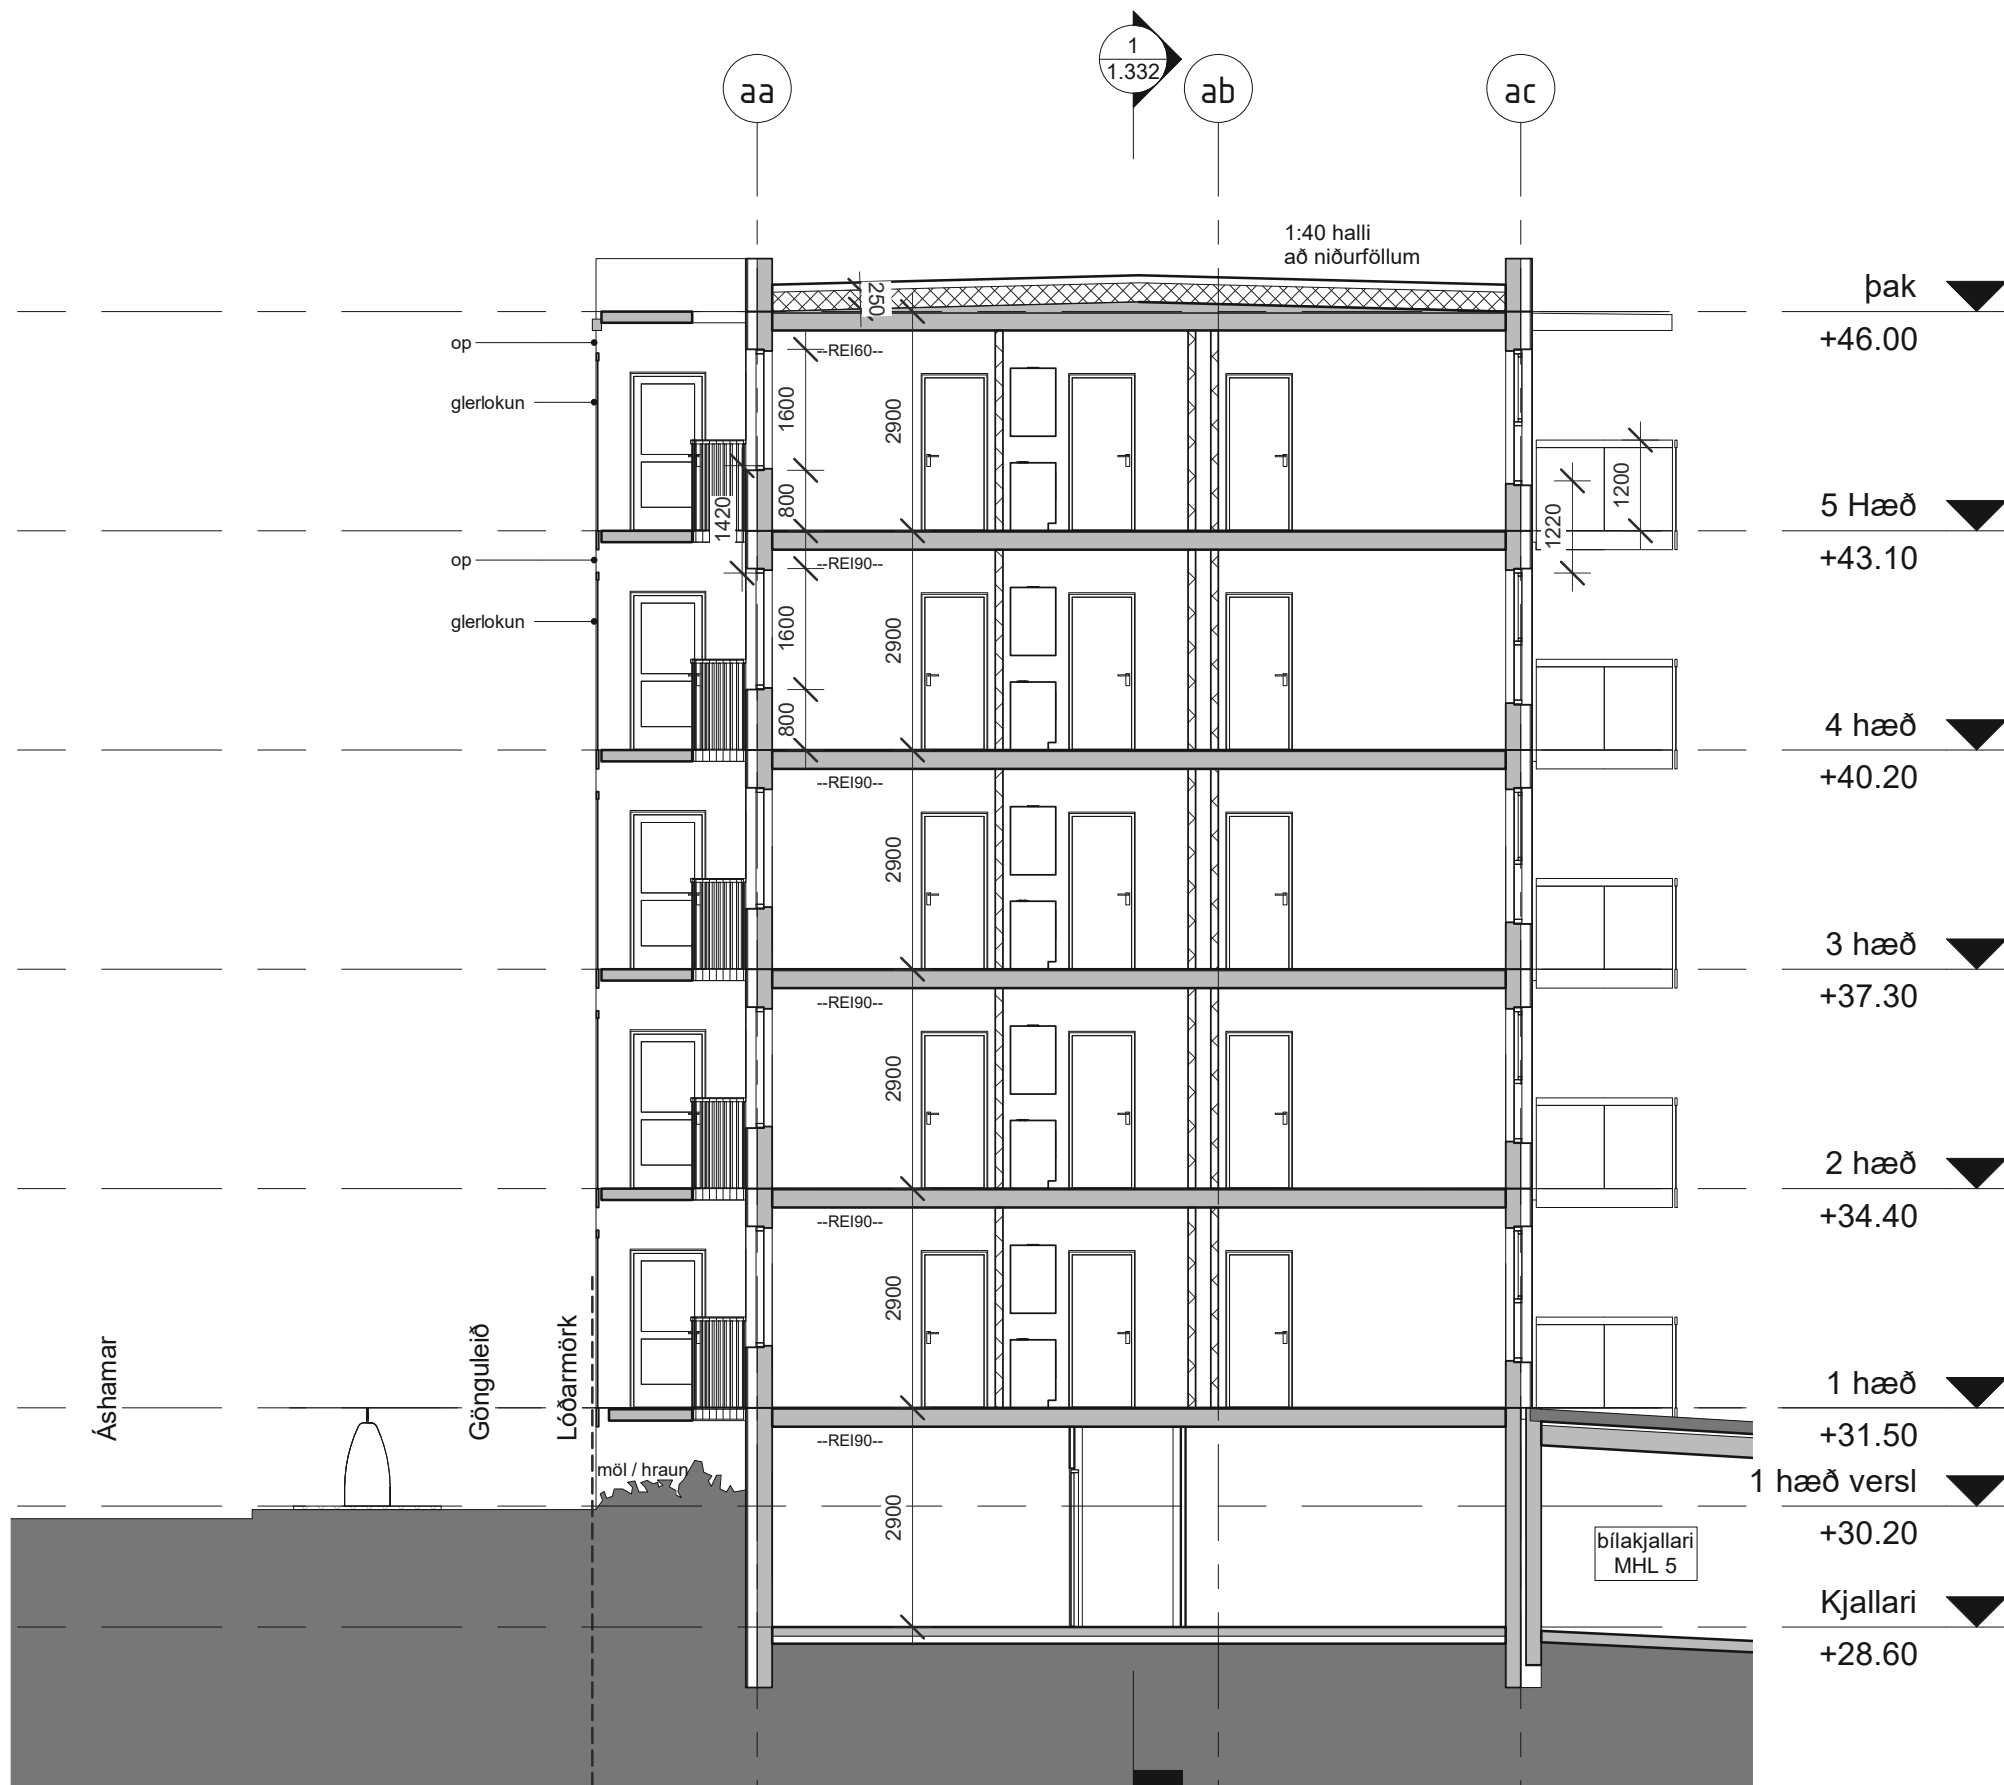 1
1.332
aa
ab
ac
1:40 halli
að niðurföllum
þak
+46.00
250
op
--REI60--
glerlokun
1600
2900
800
1420
1200
1220
5 Hæð
+43.10
op
--REI90--
glerlokun
1600
2900
800
4 hæð
+40.20
--REI90--
2900
3 hæð
+37.30
--REI90--
2900
2 hæð
+34.40
--REI90--
2900
Áshamar
Gönguleið
Lóðarmörk
1 hæð
+31.50
--REI90--
möl / hraun
1 hæð versl
+30.20
2900
bílakjallari
MHL 5
Kjallari
+28.60